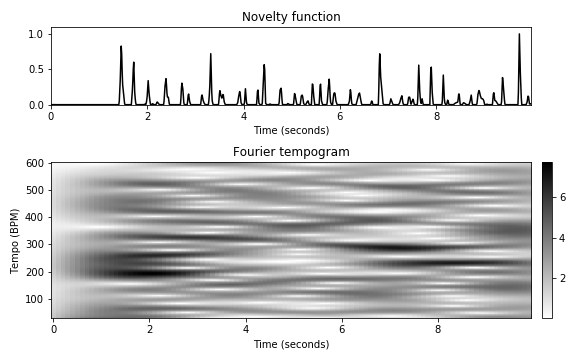 Novelty function
1.0
0.5
0.0
0 2 4 6 8
Time (seconds)
Fourier tempogram
600
500
400
300
200
100
Tempo (BPM)
6
4
2
0 2 4 6 8
Time (seconds)